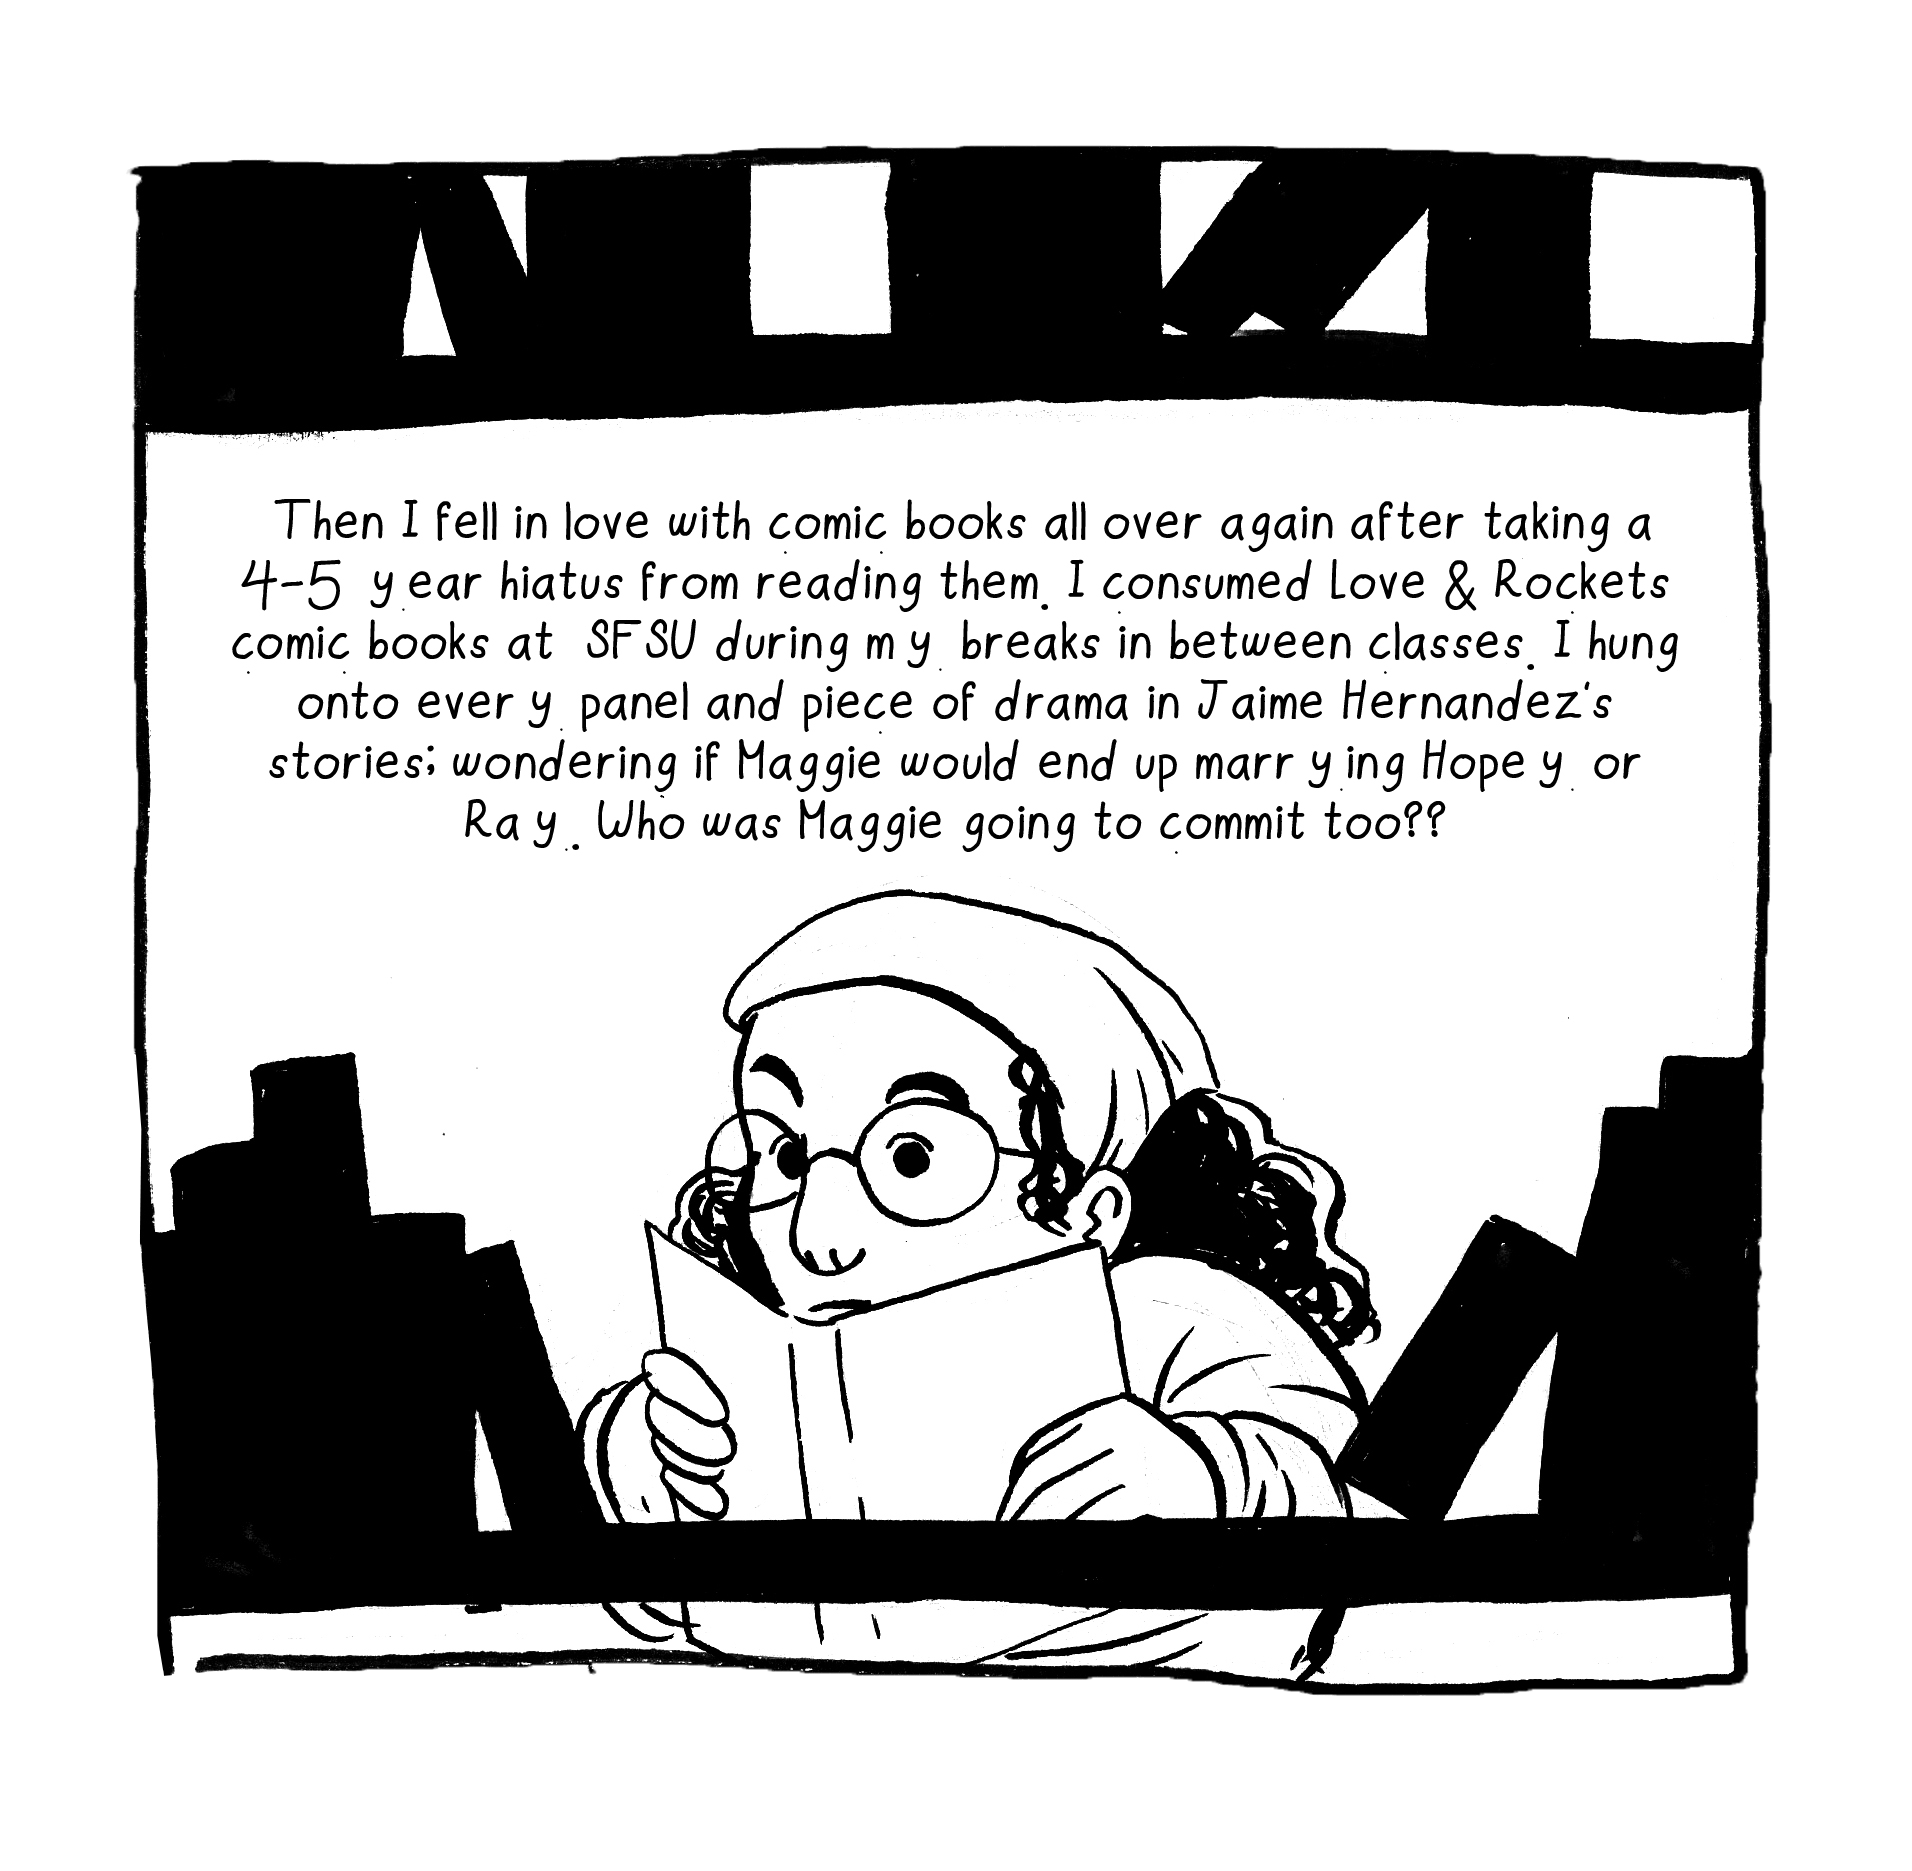 Then I fell in love with comic books all over again after taking a
4-5 year hiatus from reading them. I consumed Love & Rockets
comic books at SFSU during my breaks in between classes. I hung
onto every panel and piece of drama in Jaime Hernandez's
stories; wondering if Maggie would end up marrying Hopey or
Ray. Who was Maggie going to commit too??